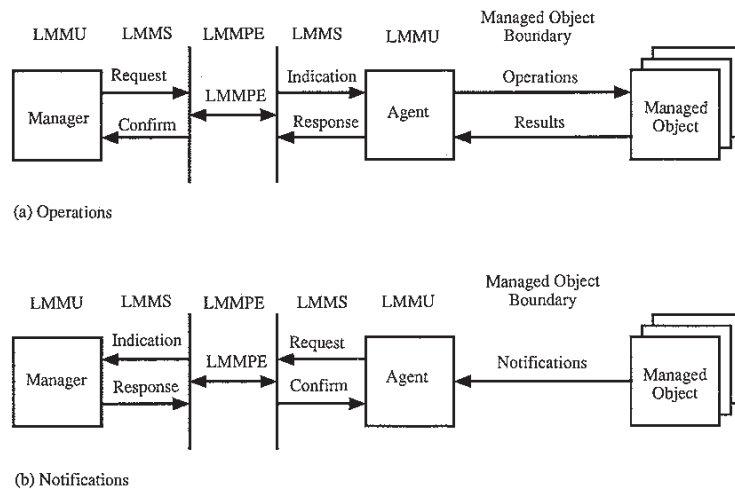 Managed Object
LMMU LMMS LMMPE LMMS LMMU Boundary
Request Indication Operations
Manager LMMPE Agent Managed
Object
Confirm Response Results
(a) Operations
Managed Object
LMMU LMMS LMMPE LMMS LMMU Boundary
Indication Request
Manager LMMPE Agent Notifications Managed
Object
Response Confirm
(b) Notifications